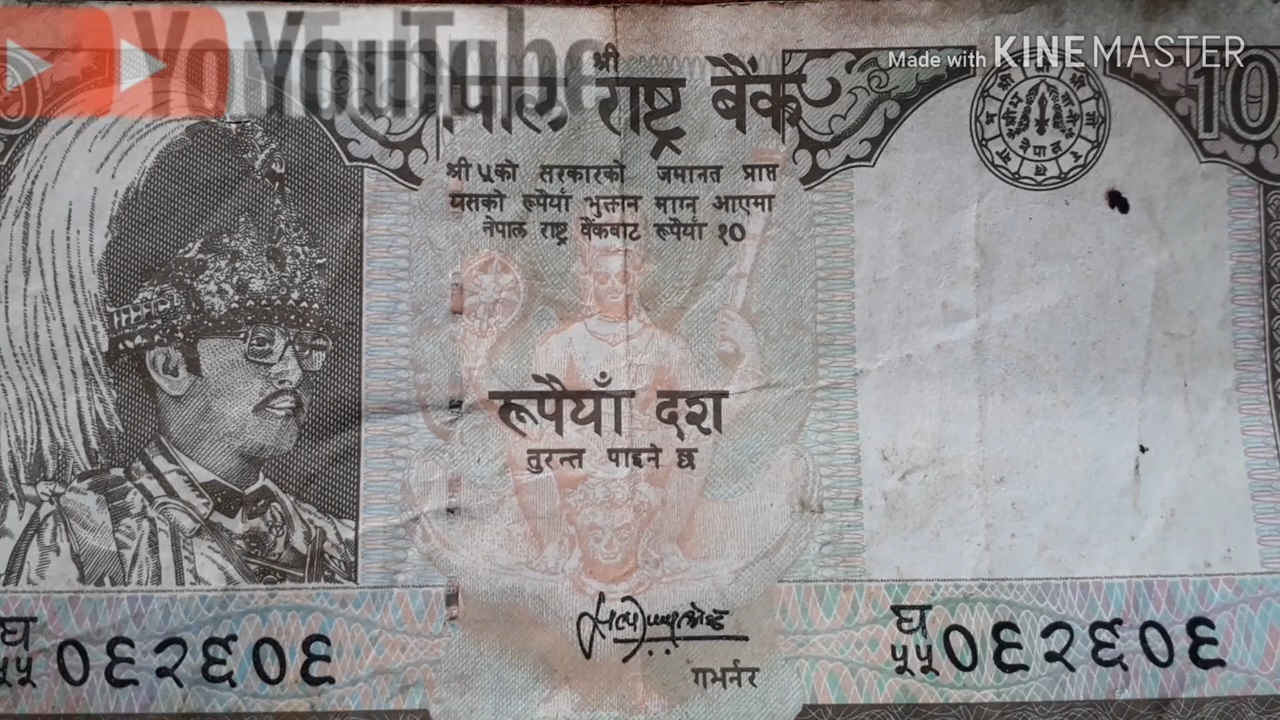 YouTube
Made with KINEMASTER
श्री
नेपाल राष्ट्र बैंक
10
श्री ५को सरकारको जमानत प्राप्त
यसको रूपैयाँ भुक्तान माग्न आएमा
नेपाल राष्ट्र बैंकबाट रूपैयाँ १०
रूपैयाँ दश
तुरन्त पाइने छ
गभर्नर
घ
५५ ०६२६०६
घ
५५ ०६२६०६